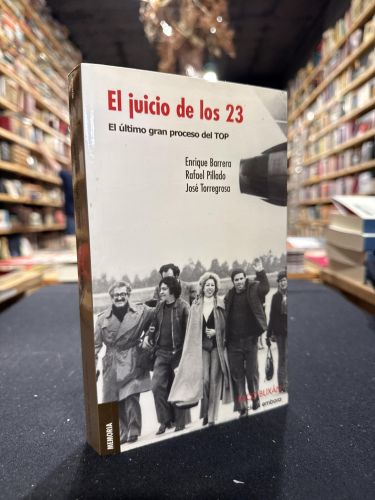 El juicio de los 23
El último gran proceso del TOP
Enrique Barrera
Rafael Pillado
José Torregrosa
MEMORIA